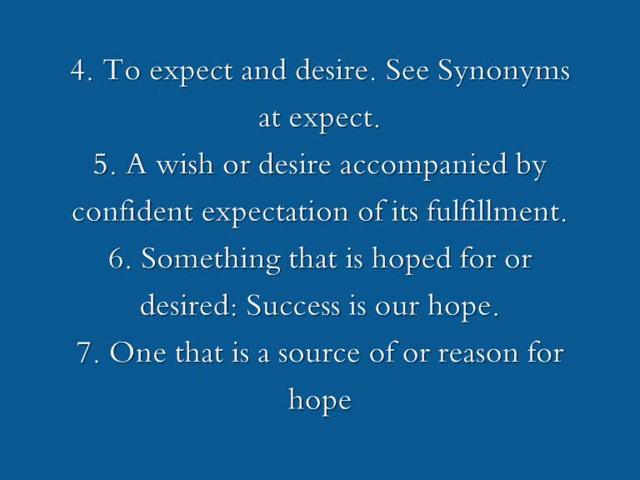 4. To expect and desire. See Synonyms
at expect.
5. A wish or desire accompanied by
confident expectation of its fulfillment.
6. Something that is hoped for or
desired: Success is our hope.
7. One that is a source of or reason for
hope